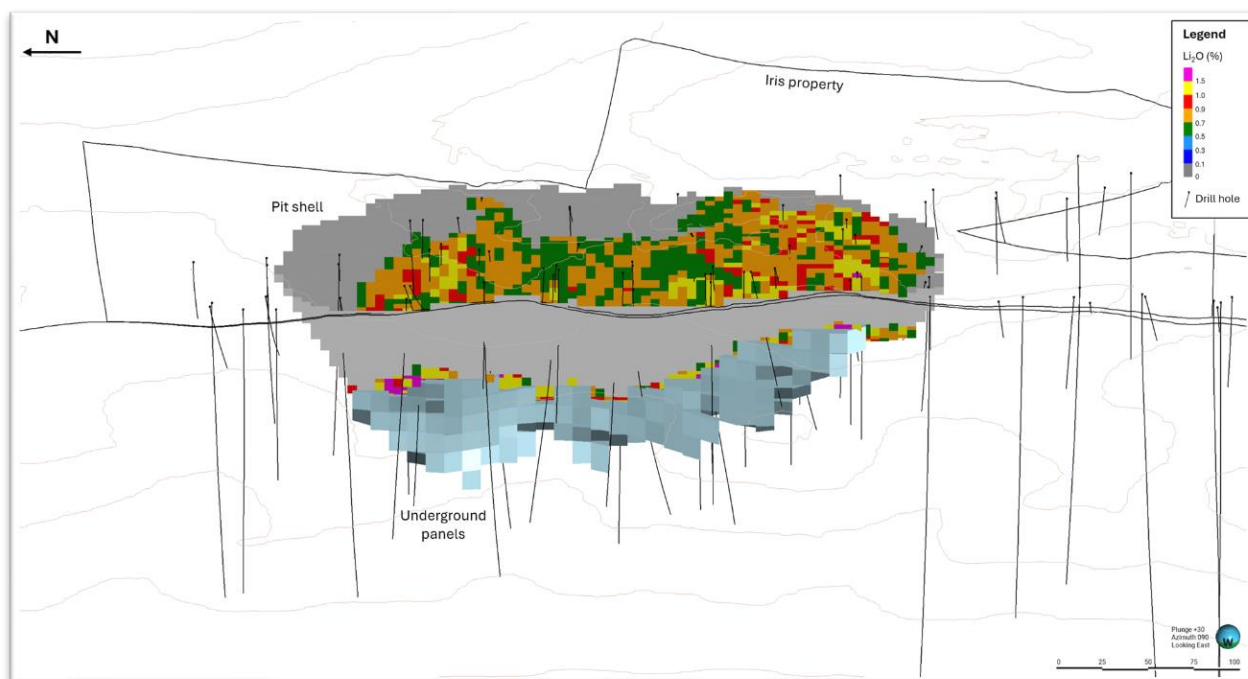 N
Iris property
Pit shell
Underground
panels
Legend
Li₂O (%)
1.5
1.0
0.9
0.7
0.5
0.3
0.1
0
Drill hole
Plunge +30
Azimuth 090
Looking East
W
0 25 50 75 100